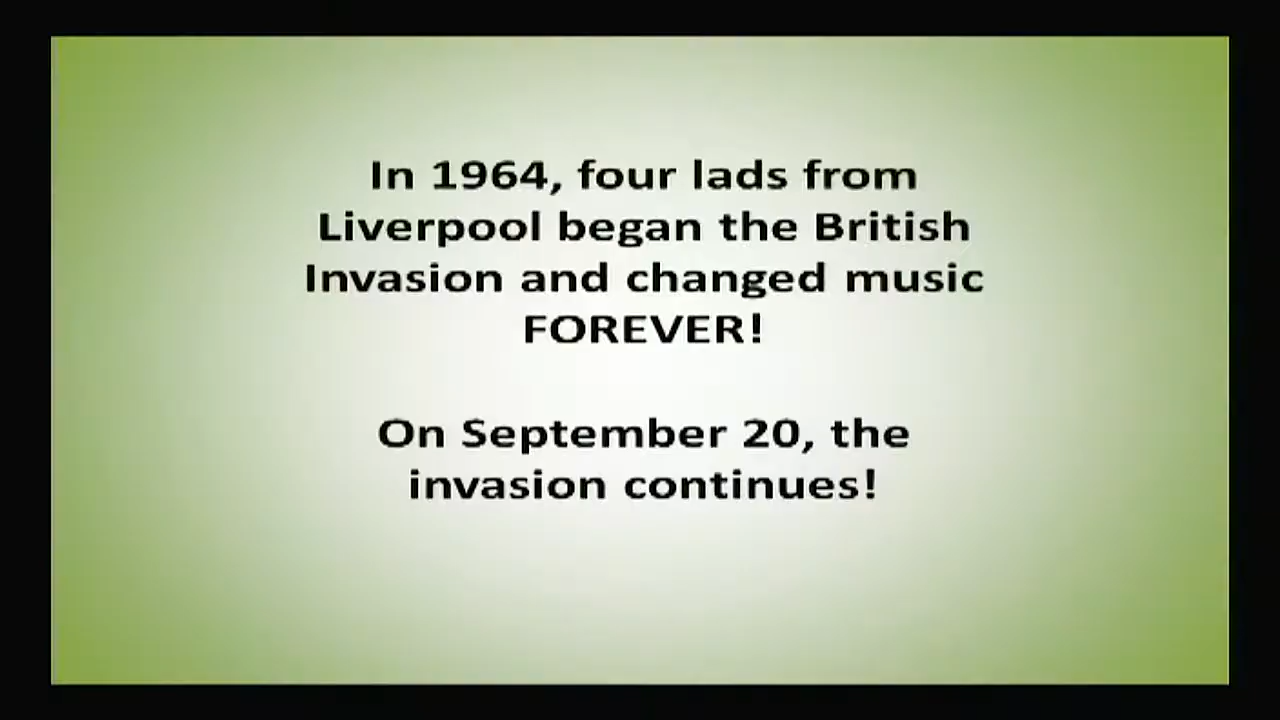 In 1964, four lads from
Liverpool began the British
Invasion and changed music
FOREVER!
On September 20, the
invasion continues!